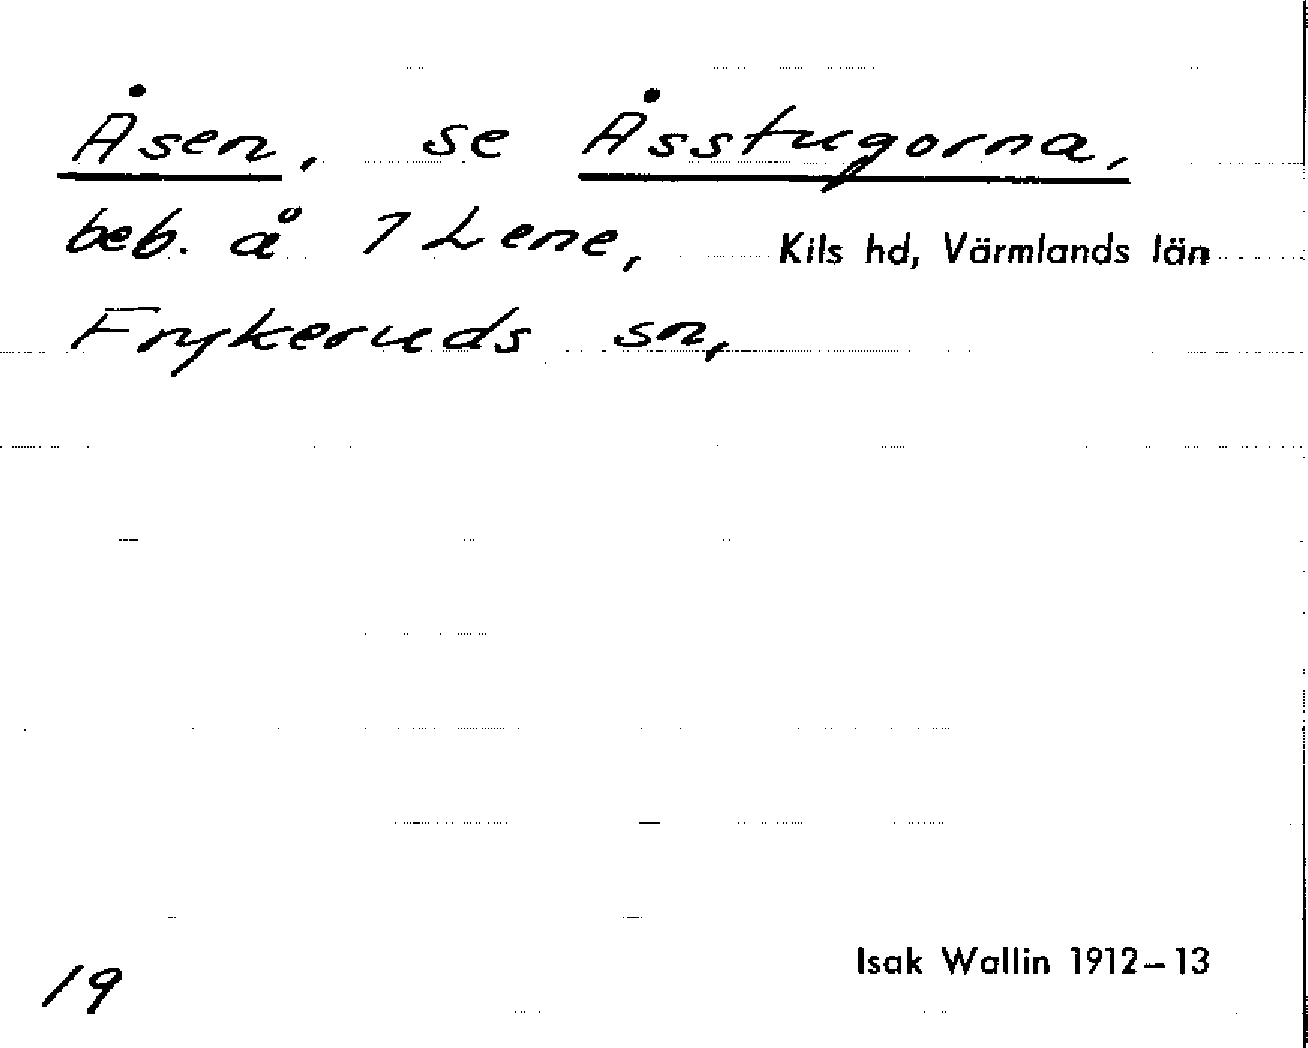 Åsen, se Åsstugorna,
beb. å 7 Lene, Kils hd, Värmlands län
Frykeruds sn,
Isak Wallin 1912–13
19